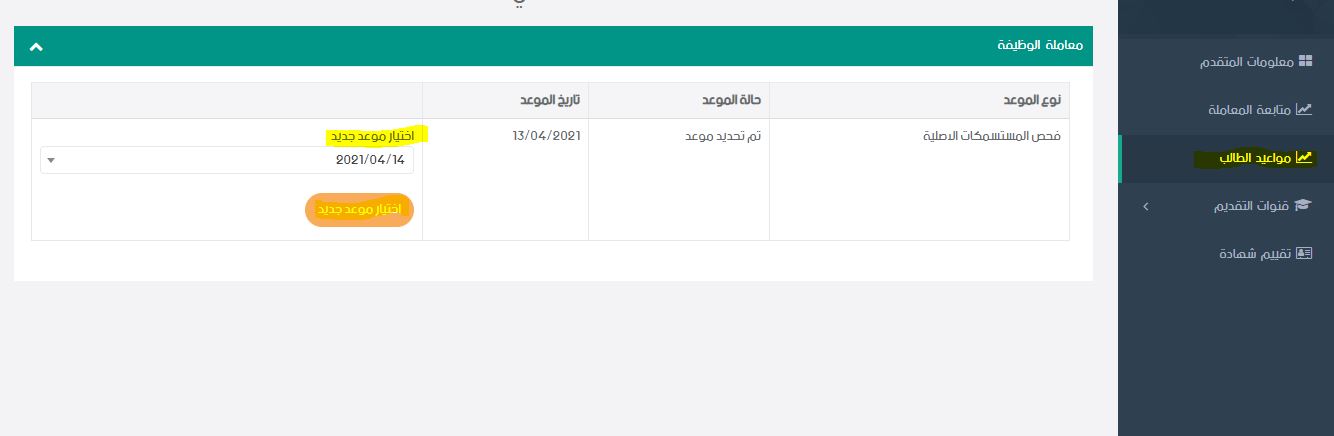 معلومات المتقدم
متابعة المعاملة
مواعيد الطالب
قنوات التقديم
تقييم شهادة
معاملة الوظيفة
نوع الموعد
حالة الموعد
تاريخ الموعد
فحص المستسمكات الاصلية
تم تحديد موعد
13/04/2021
اختيار موعد جديد
2021/04/14
اختيار موعد جديد